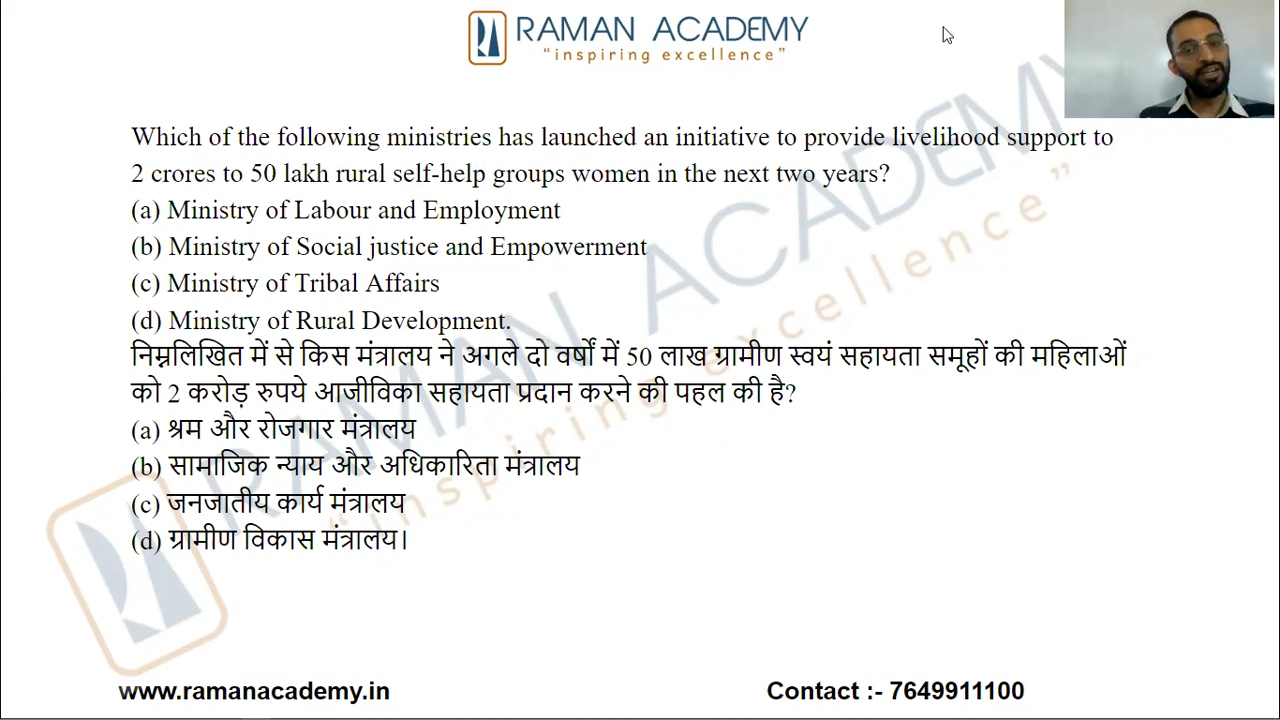 RAMAN ACADEMY
“inspiring excellence”
Which of the following ministries has launched an initiative to provide livelihood support to
2 crores to 50 lakh rural self-help groups women in the next two years?
(a) Ministry of Labour and Employment
(b) Ministry of Social justice and Empowerment
(c) Ministry of Tribal Affairs
(d) Ministry of Rural Development.
निम्नलिखित में से किस मंत्रालय ने अगले दो वर्षों में 50 लाख ग्रामीण स्वयं सहायता समूहों की महिलाओं
को 2 करोड़ रुपये आजीविका सहायता प्रदान करने की पहल की है?
(a) श्रम और रोजगार मंत्रालय
(b) सामाजिक न्याय और अधिकारिता मंत्रालय
(c) जनजातीय कार्य मंत्रालय
(d) ग्रामीण विकास मंत्रालय।
RAMAN ACADEMY
“inspiring excellence”
www.ramanacademy.in
Contact :- 7649911100